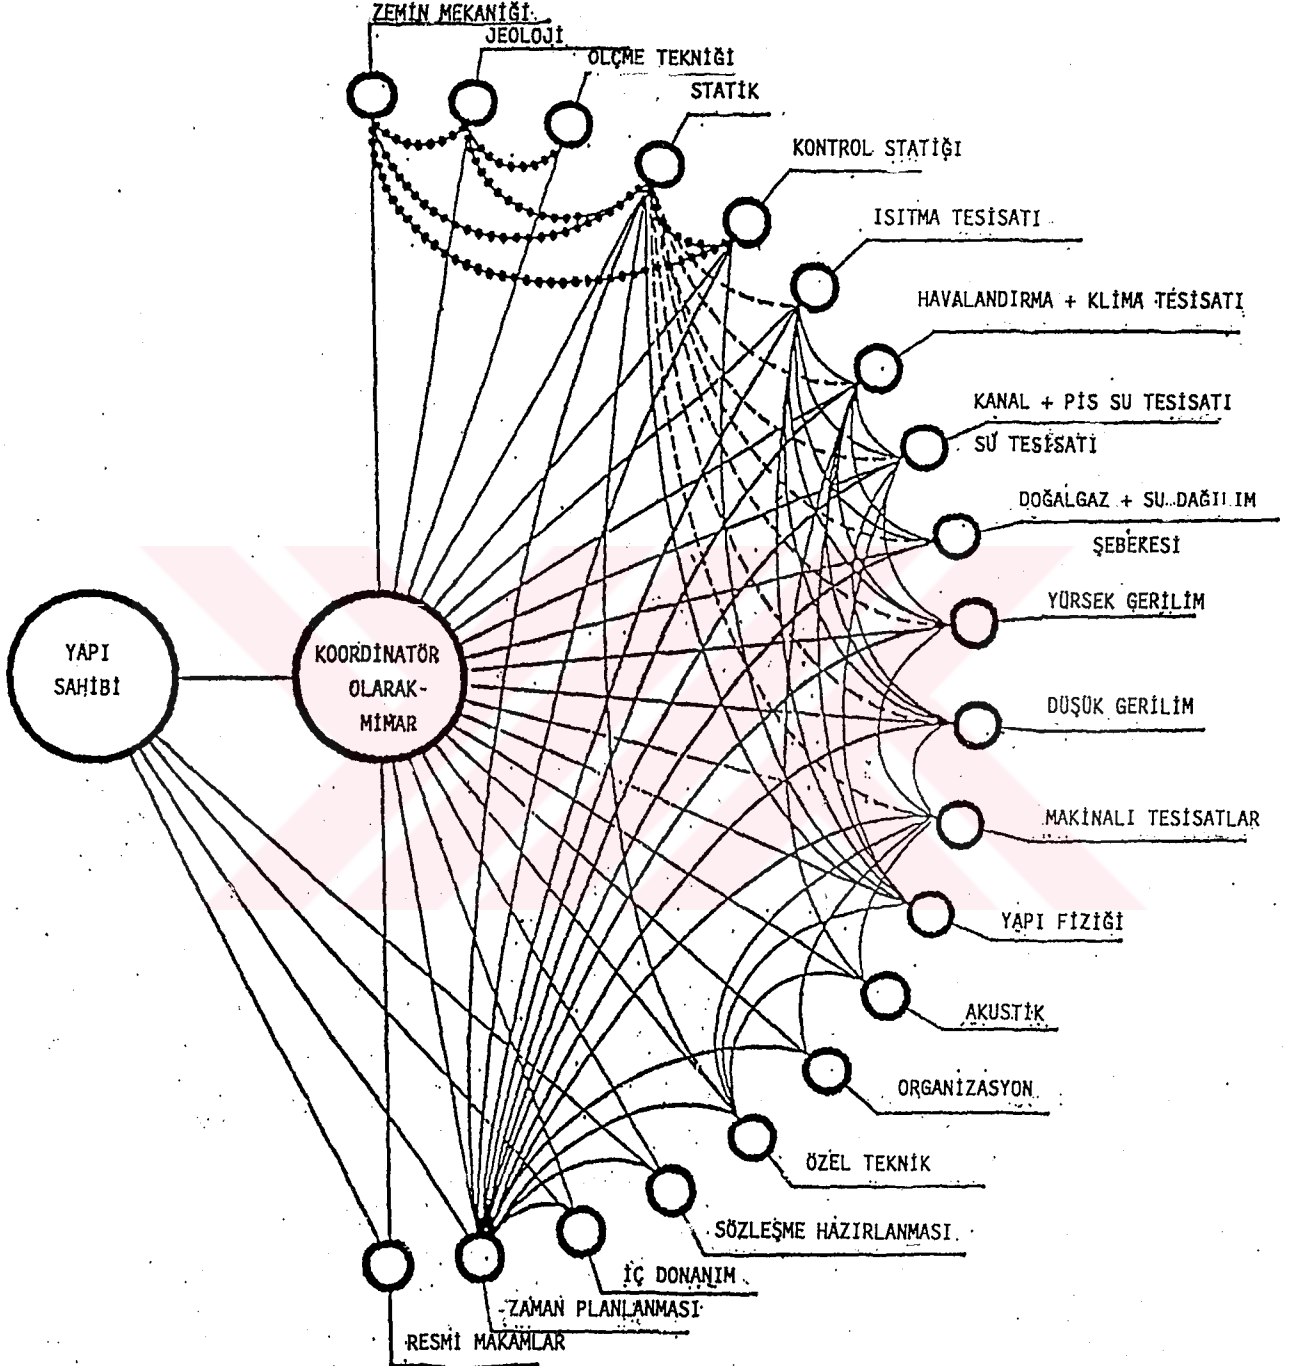 ZEMİN MEKANİĞİ
JEOLOJİ
ÖLÇME TEKNİĞİ
STATİK
KONTROL STATİĞI
ISITMA TESİSATI
HAVALANDIRMA + KLİMA TESİSATI
KANAL + PİS SU TESİSATI
SU TESİSATI
DOĞALGAZ + SU DAĞILIM
ŞEBEKESİ
YÜRSEK GERİLİM
YAPI
SAHİBİ
KOORDİNATÖR
OLARAK-
MİMAR
DÜŞÜK GERİLİM
MAKİNALI TESİSATLAR
YAPI FİZİĞİ
AKUSTİK
ORGANİZASYON
ÖZEL TEKNİK
SÖZLEŞME HAZIRLANMASI
İÇ DONANIM
ZAMAN PLANLANMASI
RESMİ MAKAMLAR